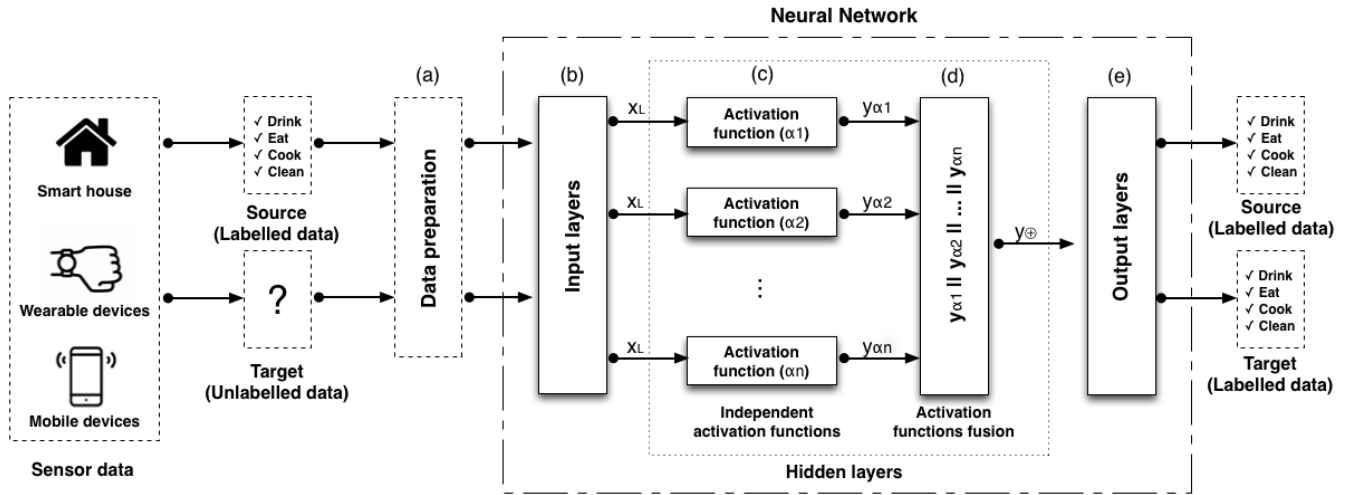 Neural Network
(a)
(b)
(c)
(d)
(e)
Smart house
Wearable devices
Mobile devices
Sensor data
✓ Drink
✓ Eat
✓ Cook
✓ Clean
Source
(Labelled data)
?
Target
(Unlabelled data)
Data preparation
Input layers
xL
Activation
function (α1)
yα1
xL
Activation
function (α2)
yα2
⋮
xL
Activation
function (αn)
yαn
Independent
activation functions
yα1 || yα2 || ... || yαn
Activation
functions fusion
Hidden layers
y⊕
Output layers
✓ Drink
✓ Eat
✓ Cook
✓ Clean
Source
(Labelled data)
✓ Drink
✓ Eat
✓ Cook
✓ Clean
Target
(Labelled data)